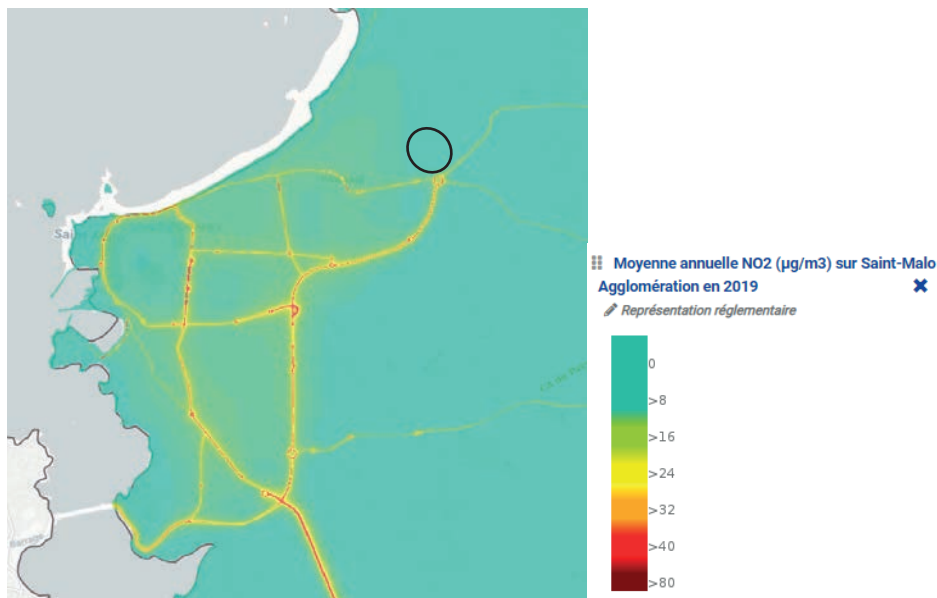 Moyenne annuelle NO2 (µg/m3) sur Saint-Malo
Agglomération en 2019
Représentation réglementaire
0
>8
>16
>24
>32
>40
>80
Barrage